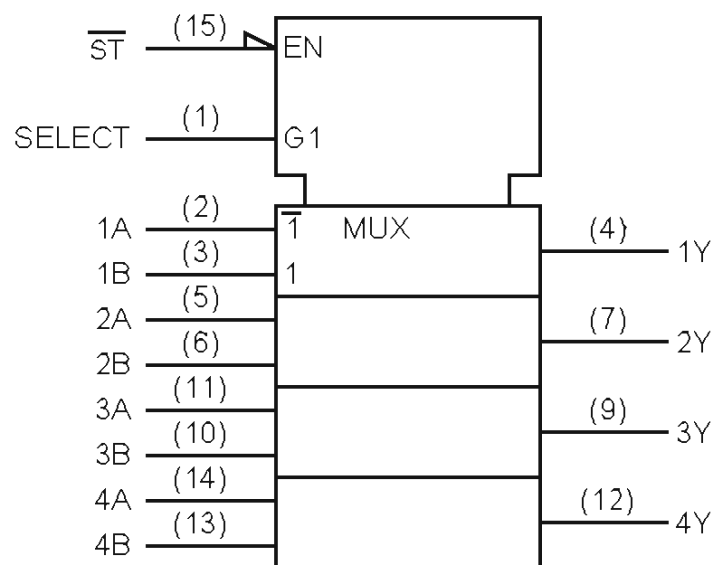 S̅T̅ (15) EN
SELECT (1) G1
1A (2) 1̅ MUX (4) 1Y
1B (3) 1
2A (5) (7) 2Y
2B (6)
3A (11) (9) 3Y
3B (10)
4A (14) (12) 4Y
4B (13)